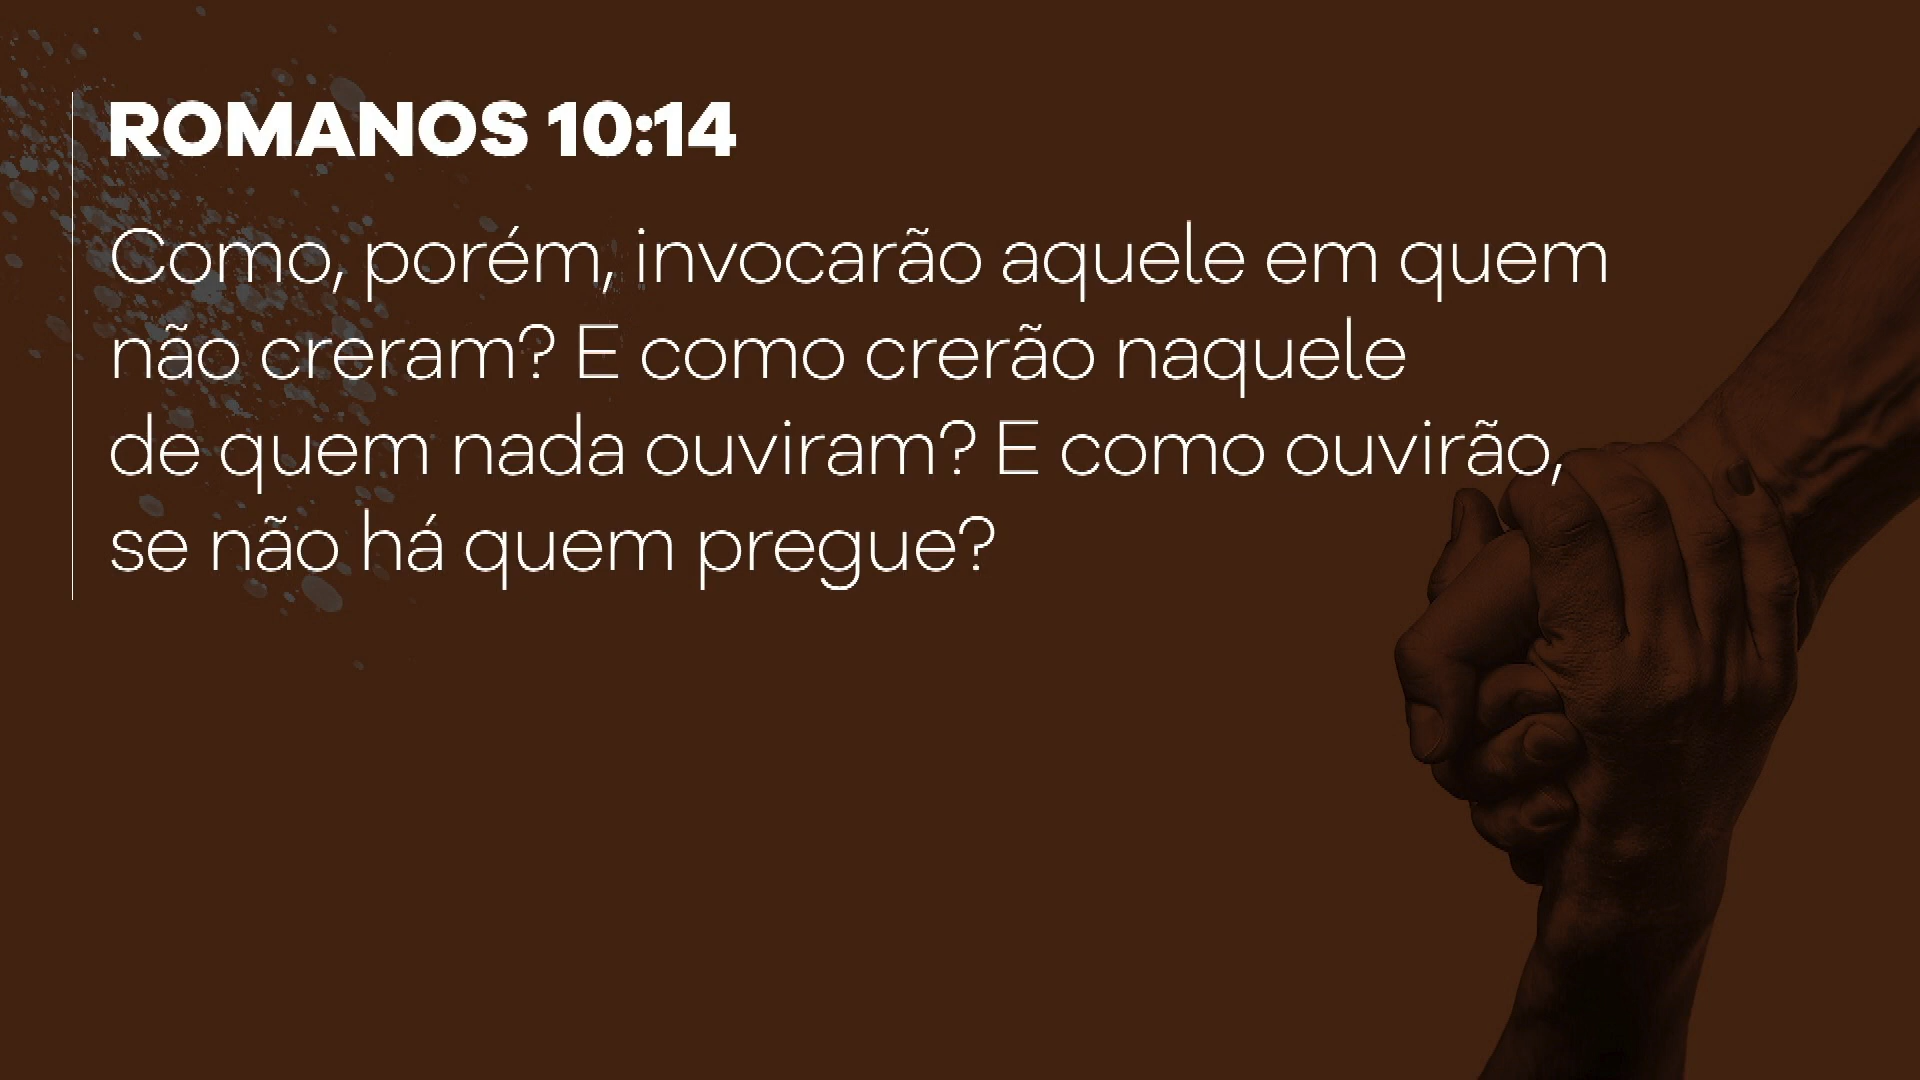 ROMANOS 10:14
Como, porém, invocarão aquele em quem
não creram? E como crerão naquele
de quem nada ouviram? E como ouvirão,
se não há quem pregue?